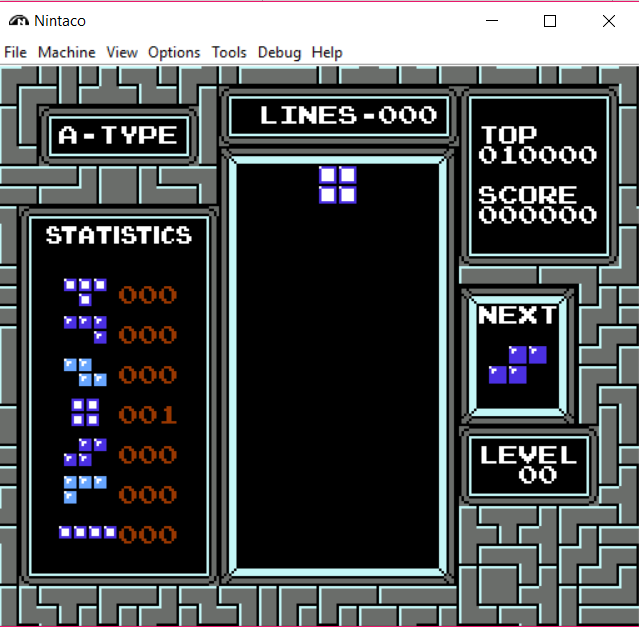 Nintaco
File Machine View Options Tools Debug Help
A-TYPE
LINES-000
TOP
010000
SCORE
000000
STATISTICS
000
000
000
001
000
000
000
NEXT
LEVEL
00